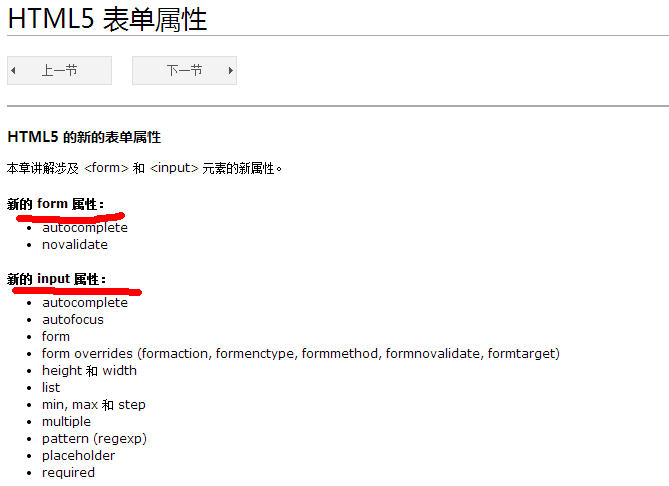 HTML5 表单属性
上一节
下一节
HTML5 的新的表单属性
本章讲解涉及 <form> 和 <input> 元素的新属性。
新的 form 属性：
autocomplete
novalidate
新的 input 属性：
autocomplete
autofocus
form
form overrides (formaction, formenctype, formmethod, formnovalidate, formtarget)
height 和 width
list
min, max 和 step
multiple
pattern (regexp)
placeholder
required